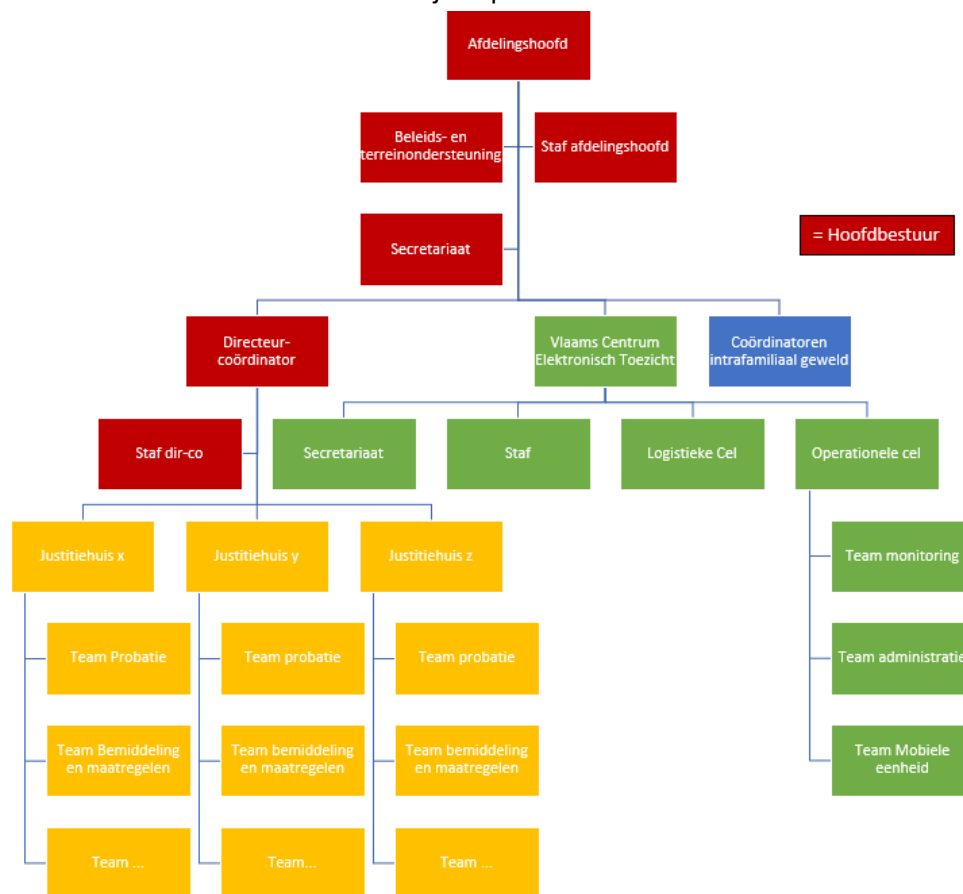 Afdelingshoofd
Beleids- en
terreinondersteuning
Staf afdelingshoofd
Secretariaat
= Hoofdbestuur
Directeur-
coördinator
Vlaams Centrum
Elektronisch Toezicht
Coördinatoren
intrafamiliaal geweld
Staf dir-co
Secretariaat
Staf
Logistieke Cel
Operationele cel
Justitiehuis x
Justitiehuis y
Justitiehuis z
Team monitoring
Team Probatie
Team probatie
Team probatie
Team administratie
Team Bemiddeling
en maatregelen
Team bemiddeling
en maatregelen
Team bemiddeling
en maatregelen
Team Mobiele
eenheid
Team ...
Team...
Team ...